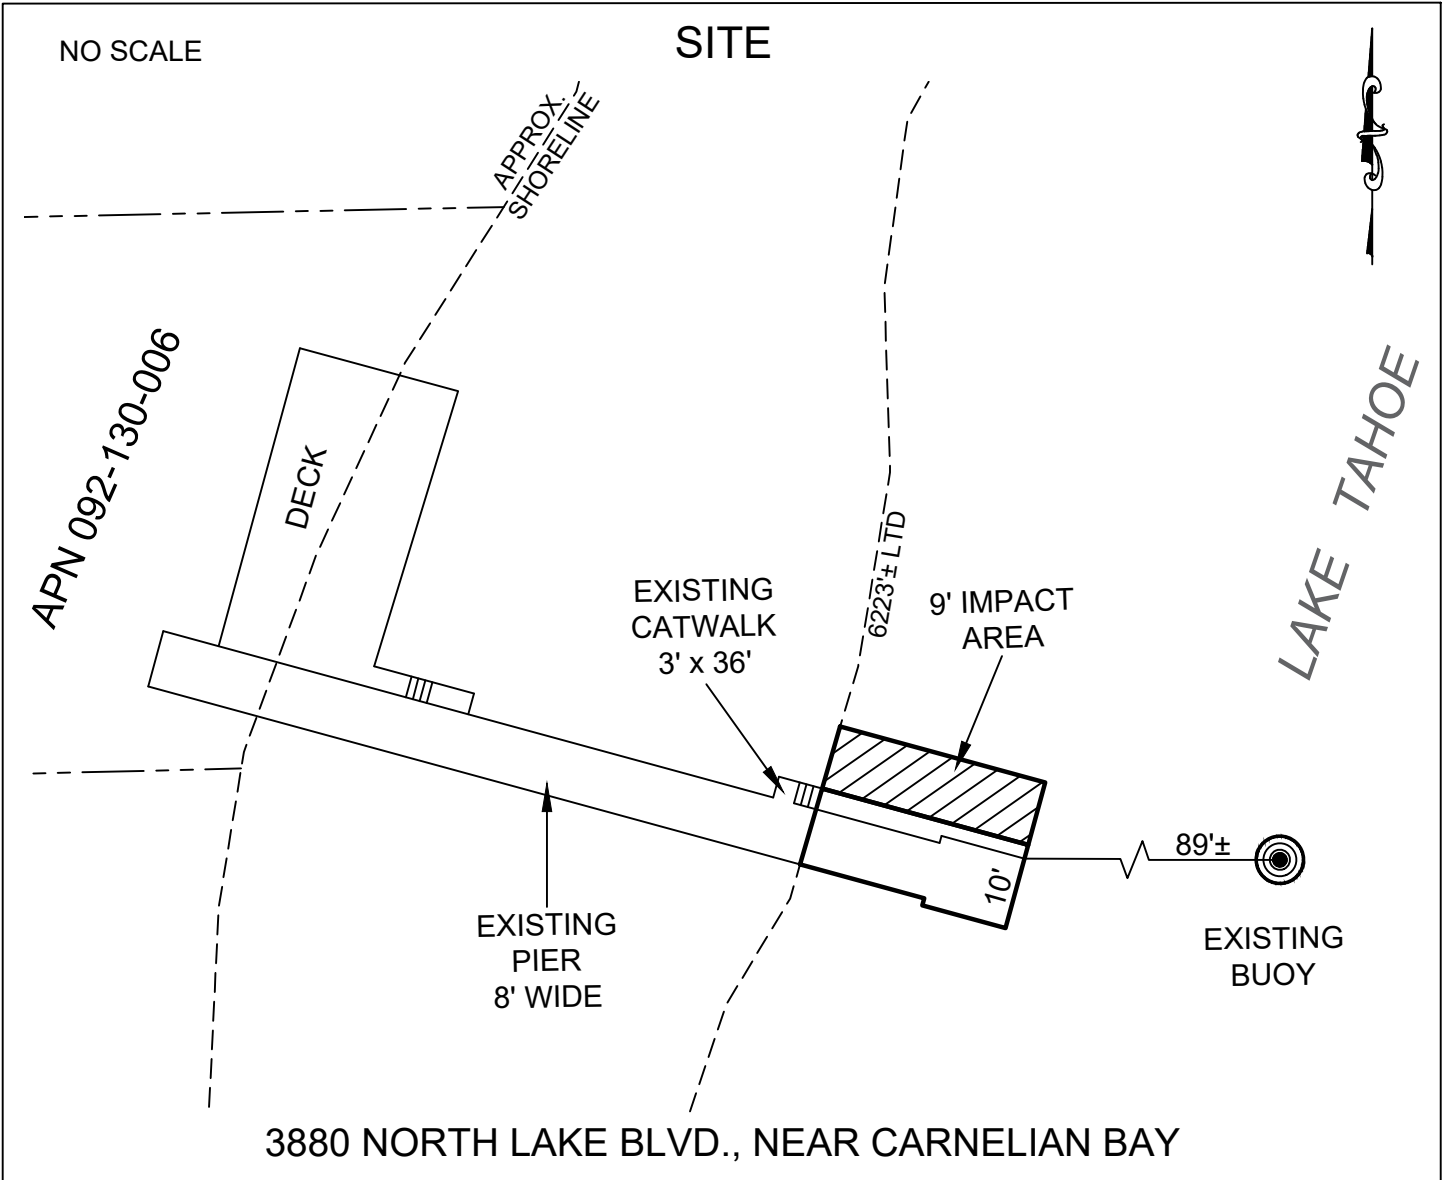 NO SCALE
SITE
APPROX.
SHORELINE
APN 092-130-006
DECK
LAKE TAHOE
6223'± LTD
EXISTING
CATWALK
3' x 36'
9' IMPACT
AREA
10'
89'±
EXISTING
PIER
8' WIDE
EXISTING
BUOY
3880 NORTH LAKE BLVD., NEAR CARNELIAN BAY